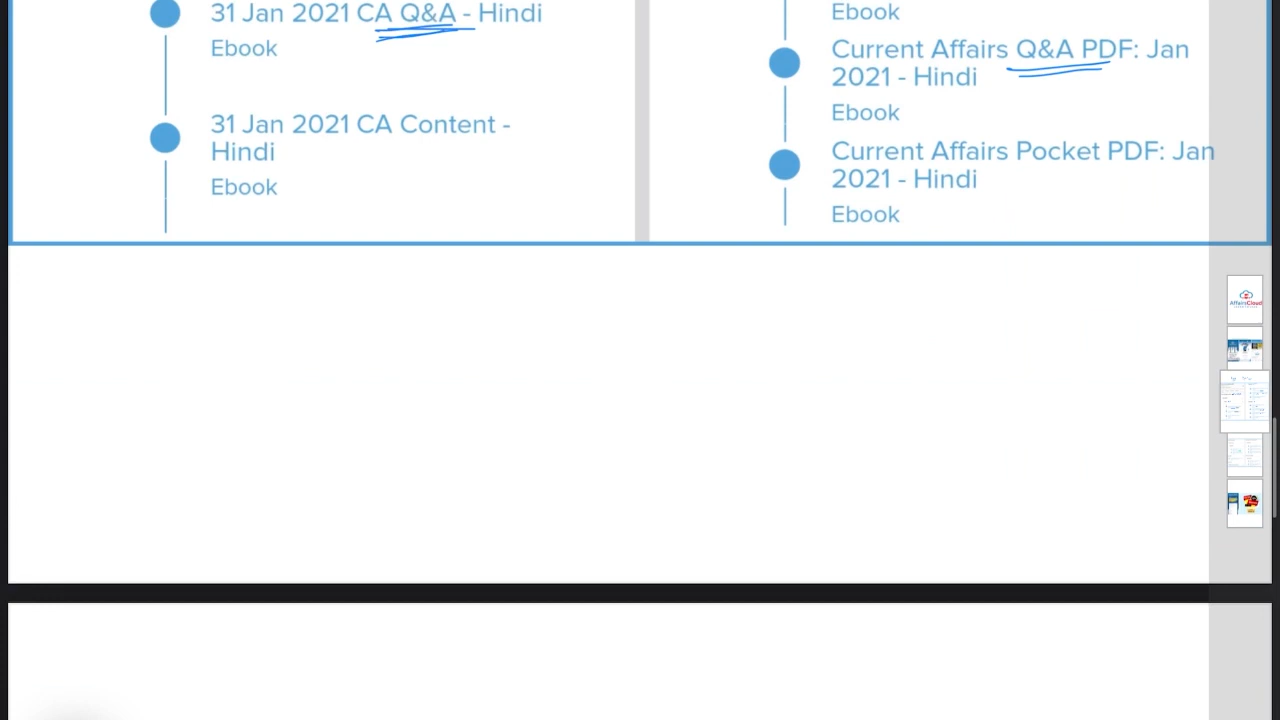 31 Jan 2021 CA Q&A - Hindi
Ebook
31 Jan 2021 CA Content -
Hindi
Ebook
Ebook
Current Affairs Q&A PDF: Jan
2021 - Hindi
Ebook
Current Affairs Pocket PDF: Jan
2021 - Hindi
Ebook
AffairsCloud